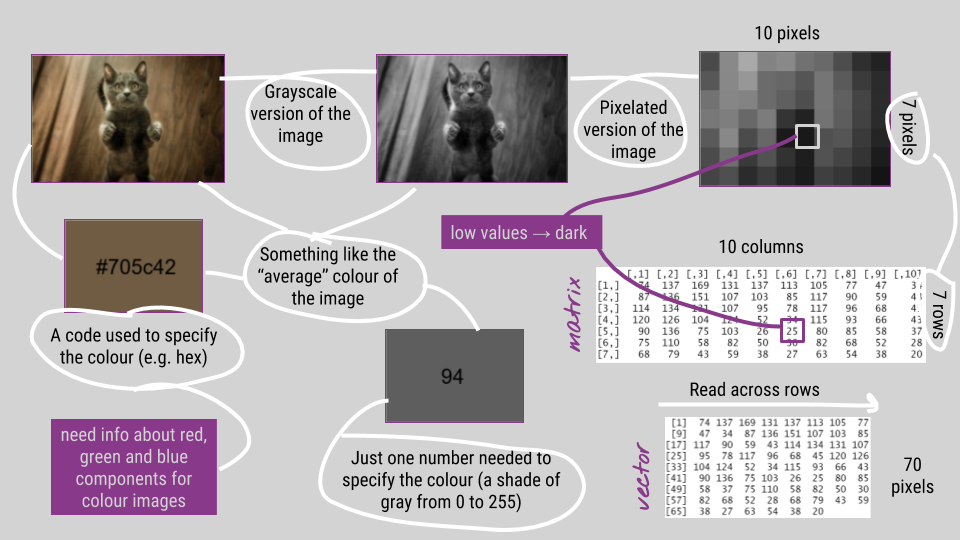 10 pixels
Grayscale
version of the
image
Pixelated
version of the
image
7 pixels
low values → dark
#705c42
Something like the
“average” colour of
the image
A code used to specify
the colour (e.g. hex)
94
need info about red,
green and blue
components for
colour images
Just one number needed to
specify the colour (a shade of
gray from 0 to 255)
10 columns
matrix
[,1] [,2] [,3] [,4] [,5] [,6] [,7] [,8] [,9] [,10]
[1,] 74 137 169 131 137 113 105 77 47
[2,] 87 136 151 107 103 85 117 90 59
[3,] 114 134 131 107 95 78 117 96 68
[4,] 120 126 104 124 52 34 115 93 66 43
[5,] 90 136 75 103 26 25 80 85 58 37
[6,] 75 110 58 82 50 30 82 68 52 28
[7,] 68 79 43 59 38 27 63 54 38 20
7 rows
Read across rows
vector
[1] 74 137 169 131 137 113 105 77
[9] 47 34 87 136 151 107 103 85
[17] 117 90 59 43 114 134 131 107
[25] 95 78 117 96 68 45 120 126
[33] 104 124 52 34 115 93 66 43
[41] 90 136 75 103 26 25 80 85
[49] 58 37 75 110 58 82 50 30
[57] 82 68 52 28 68 79 43 59
[65] 38 27 63 54 38 20
70
pixels